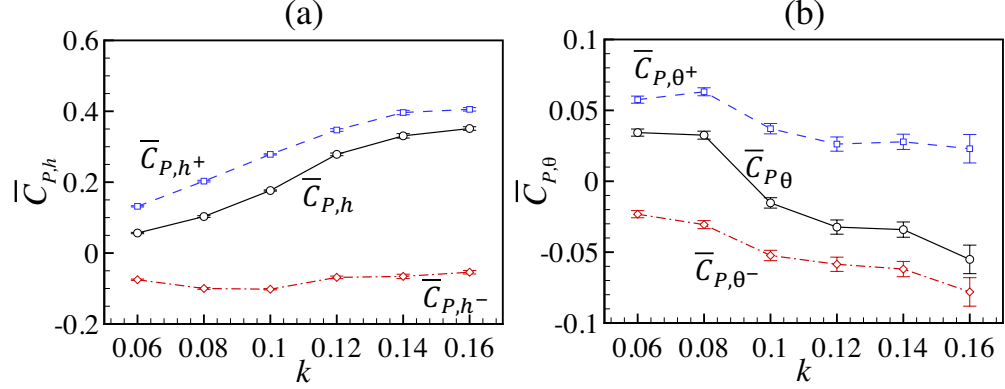 (a)
0.6
0.4
0.2
0
-0.2
C̅_{P,h}
C̅_{P,h⁺}
C̅_{P,h}
C̅_{P,h⁻}
0.06 0.08 0.1 0.12 0.14 0.16
k
(b)
0.1
0.05
0
-0.05
-0.1
C̅_{P,θ}
C̅_{P,θ⁺}
C̅_{Pθ}
C̅_{P,θ⁻}
0.06 0.08 0.1 0.12 0.14 0.16
k